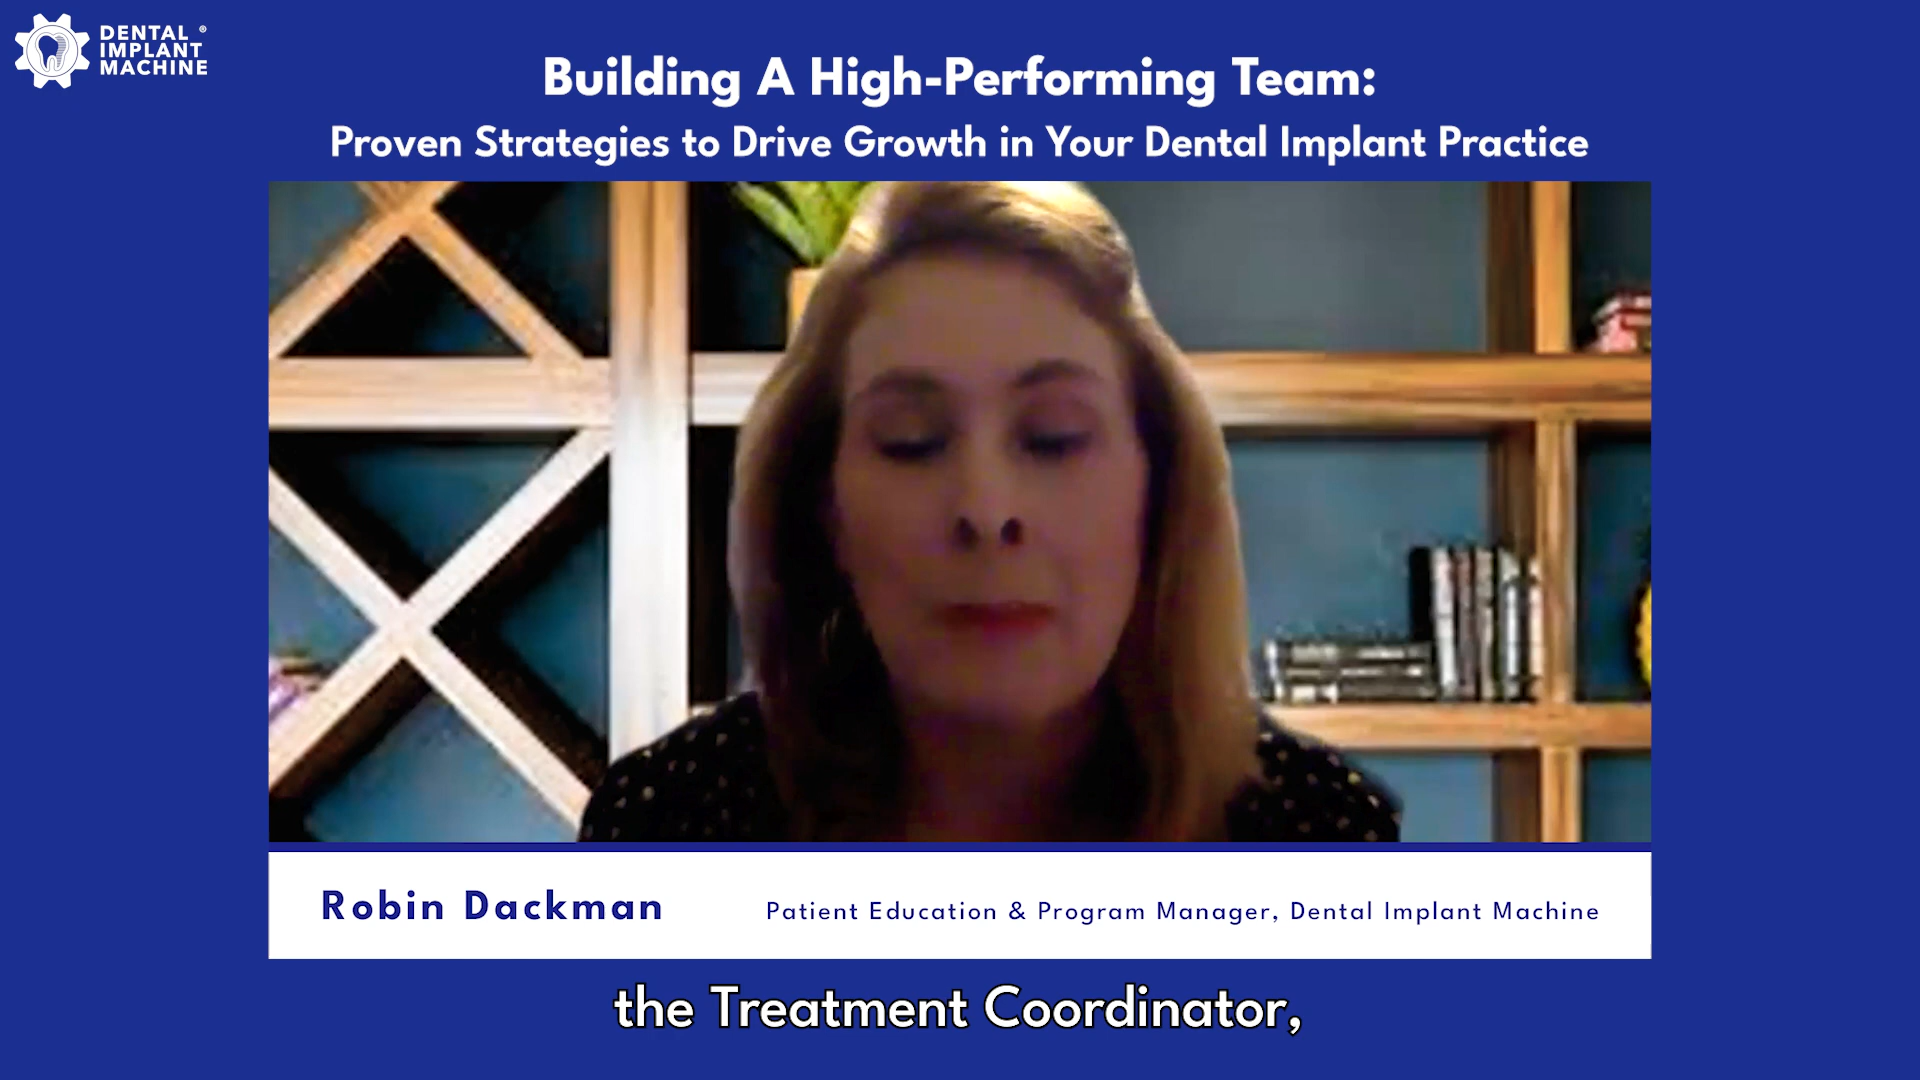 DENTAL ®
IMPLANT
MACHINE
Building A High-Performing Team:
Proven Strategies to Drive Growth in Your Dental Implant Practice
Robin Dackman
Patient Education & Program Manager, Dental Implant Machine
the Treatment Coordinator,